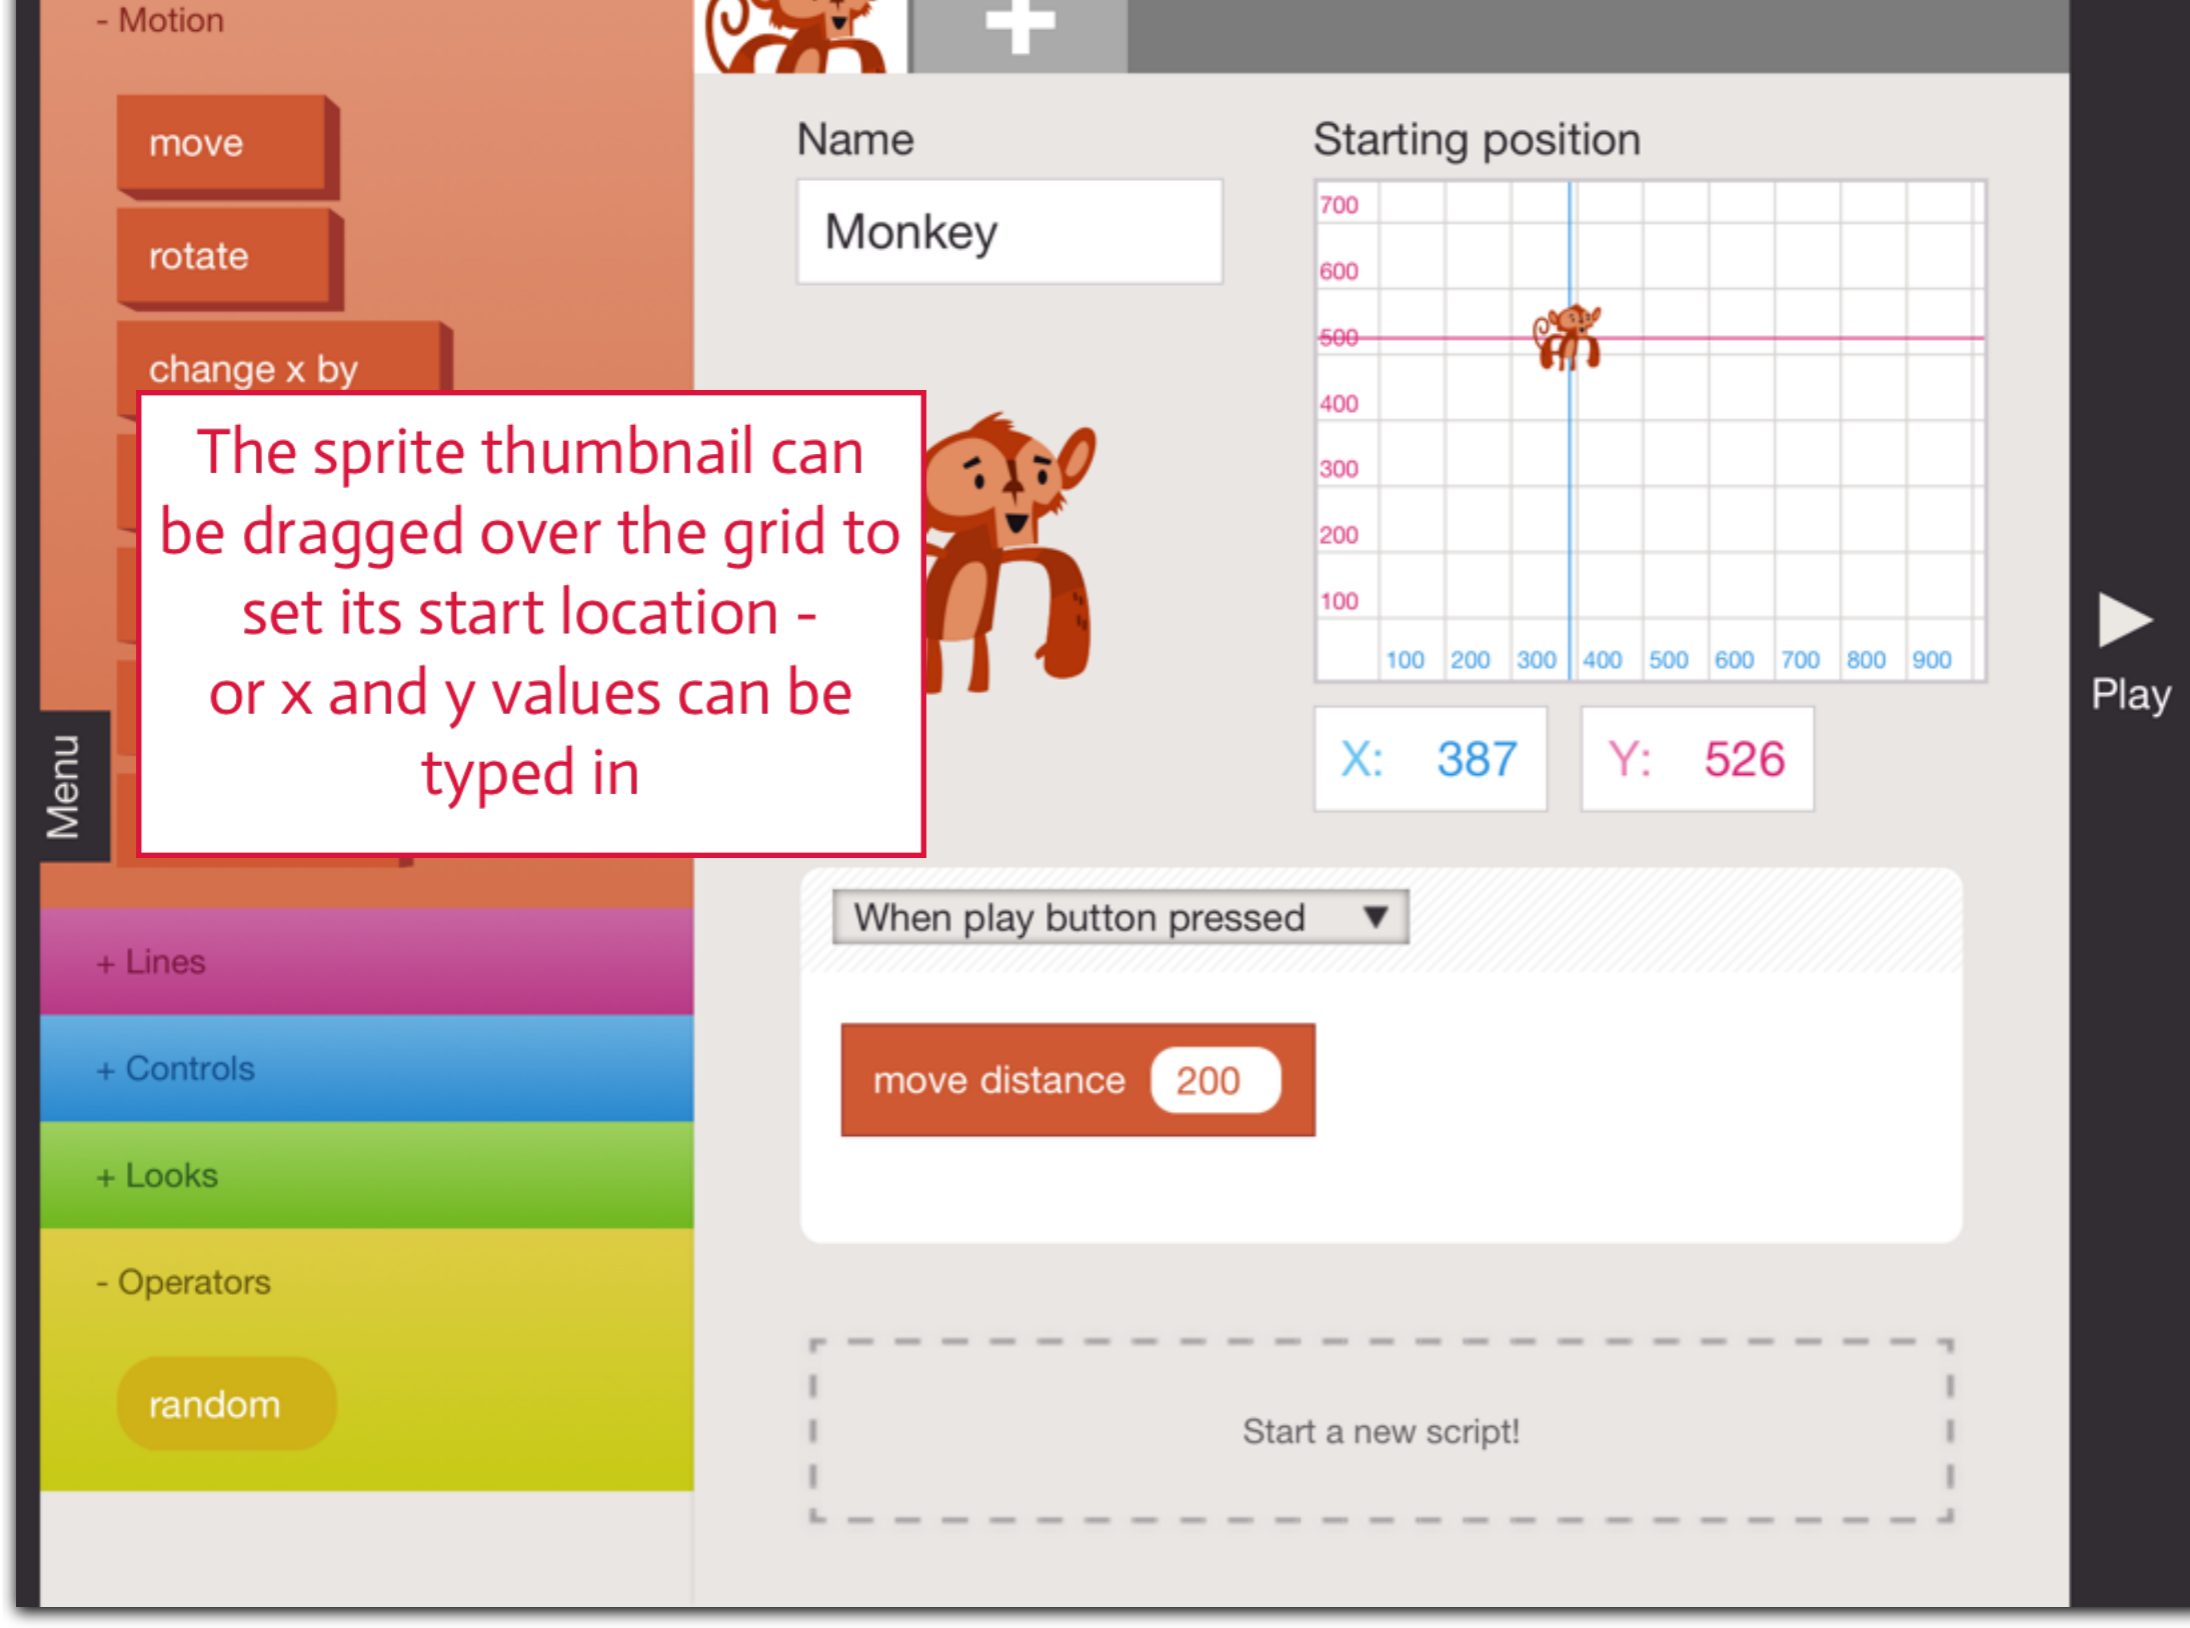 - Motion
move
rotate
change x by
The sprite thumbnail can
be dragged over the grid to
set its start location -
or x and y values can be
typed in
Menu
+ Lines
+ Controls
+ Looks
- Operators
random
Name
Monkey
Starting position
700
600
500
400
300
200
100
100 200 300 400 500 600 700 800 900
X: 387 Y: 526
When play button pressed ▼
move distance 200
Start a new script!
Play